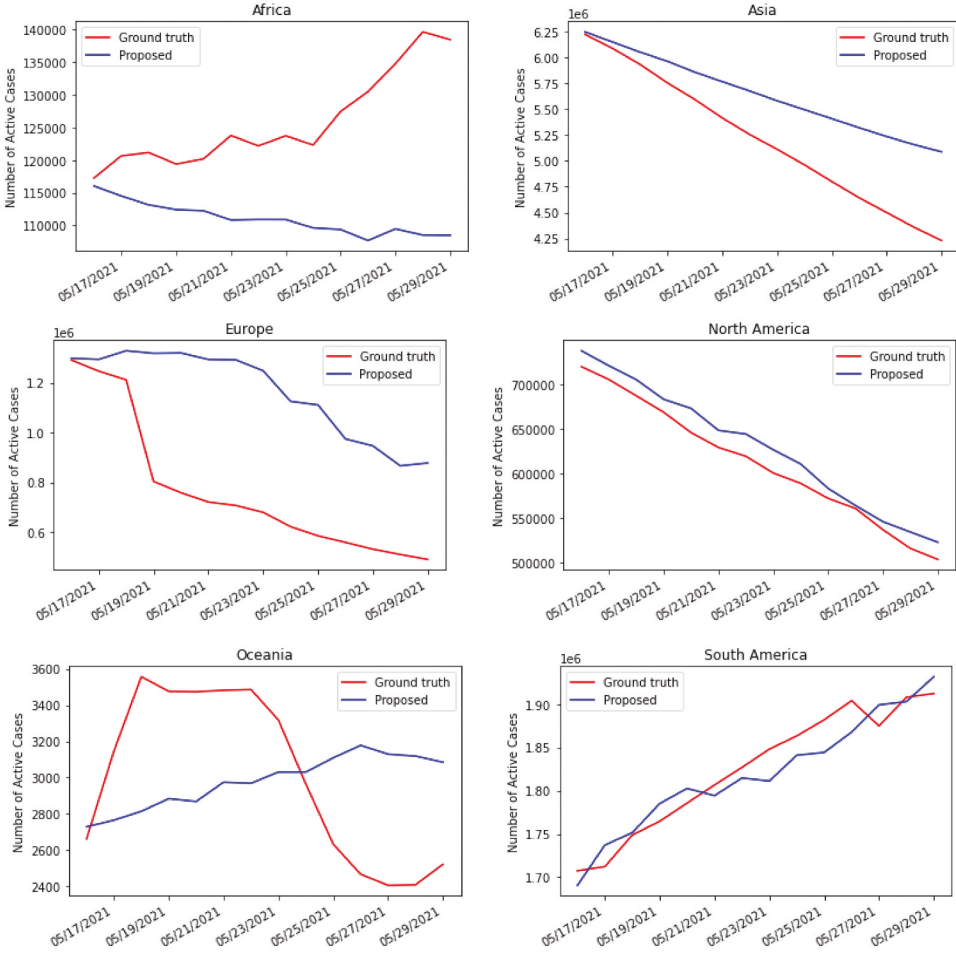 Africa
Number of Active Cases
140000
135000
130000
125000
120000
115000
110000
Ground truth
Proposed
05/17/2021
05/19/2021
05/21/2021
05/23/2021
05/25/2021
05/27/2021
05/29/2021
Asia
1e6
Number of Active Cases
6.25
6.00
5.75
5.50
5.25
5.00
4.75
4.50
4.25
Ground truth
Proposed
05/17/2021
05/19/2021
05/21/2021
05/23/2021
05/25/2021
05/27/2021
05/29/2021
Europe
1e6
Number of Active Cases
1.2
1.0
0.8
0.6
Ground truth
Proposed
05/17/2021
05/19/2021
05/21/2021
05/23/2021
05/25/2021
05/27/2021
05/29/2021
North America
Number of Active Cases
700000
650000
600000
550000
500000
Ground truth
Proposed
05/17/2021
05/19/2021
05/21/2021
05/23/2021
05/25/2021
05/27/2021
05/29/2021
Oceania
Number of Active Cases
3600
3400
3200
3000
2800
2600
2400
Ground truth
Proposed
05/17/2021
05/19/2021
05/21/2021
05/23/2021
05/25/2021
05/27/2021
05/29/2021
South America
1e6
Number of Active Cases
1.90
1.85
1.80
1.75
1.70
Ground truth
Proposed
05/17/2021
05/19/2021
05/21/2021
05/23/2021
05/25/2021
05/27/2021
05/29/2021